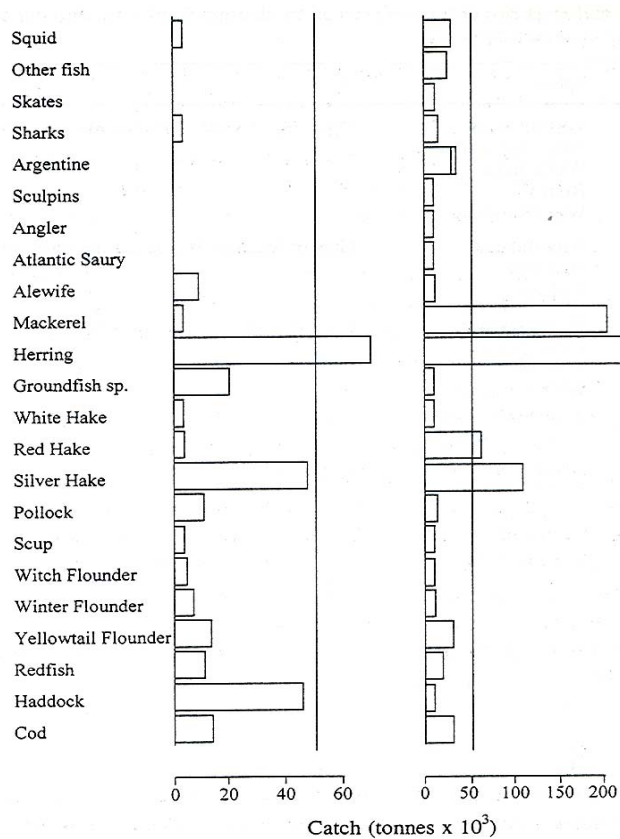 Squid
Other fish
Skates
Sharks
Argentine
Sculpins
Angler
Atlantic Saury
Alewife
Mackerel
Herring
Groundfish sp.
White Hake
Red Hake
Silver Hake
Pollock
Scup
Witch Flounder
Winter Flounder
Yellowtail Flounder
Redfish
Haddock
Cod
0 20 40 60 0 50 100 150 200
Catch (tonnes x 10³)